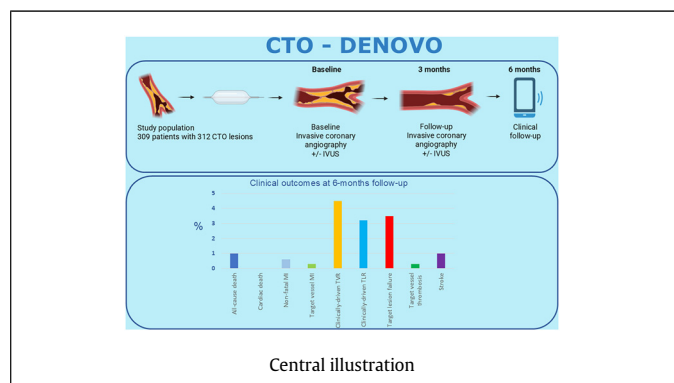 CTO - DENOVO
Baseline
3 months
6 months
Study population
309 patients with 312 CTO lesions
Baseline
Invasive coronary
angiography
+/- IVUS
Follow-up
Invasive coronary
angiography
+/- IVUS
Clinical
follow-up
Clinical outcomes at 6-months follow-up
%
5
4
3
2
1
0
All-cause death
Cardiac death
Non-fatal MI
Target vessel MI
Clinically-driven TVR
Clinically-driven TLR
Target lesion failure
Target vessel
thrombosis
Stroke
Central illustration